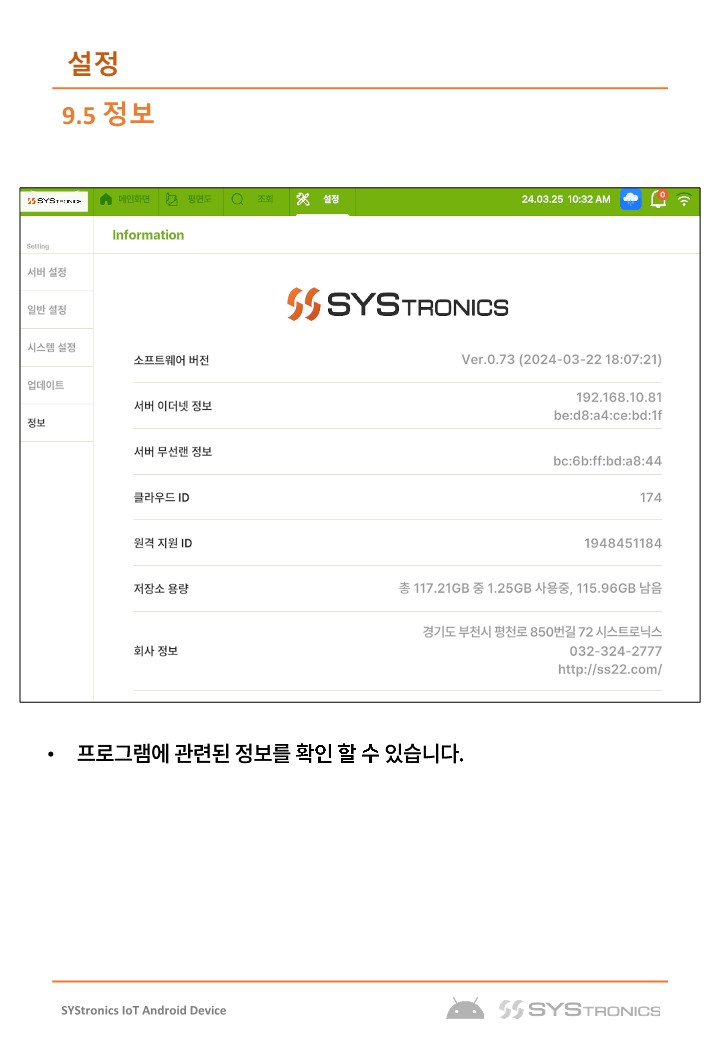 설정
9.5 정보
SYSTRONICS
메인화면
평면도
조회
설정
24.03.25 10:32 AM
0
Setting
Information
서버 설정
일반 설정
시스템 설정
업데이트
정보
SYSTRONICS
소프트웨어 버전
Ver.0.73 (2024-03-22 18:07:21)
서버 이더넷 정보
192.168.10.81
be:d8:a4:ce:bd:1f
서버 무선랜 정보
bc:6b:ff:bd:a8:44
클라우드 ID
174
원격 지원 ID
1948451184
저장소 용량
총 117.21GB 중 1.25GB 사용중, 115.96GB 남음
회사 정보
경기도 부천시 평천로 850번길 72 시스트로닉스
032-324-2777
http://ss22.com/
• 프로그램에 관련된 정보를 확인 할 수 있습니다.
SYStronics IoT Android Device
SYSTRONICS